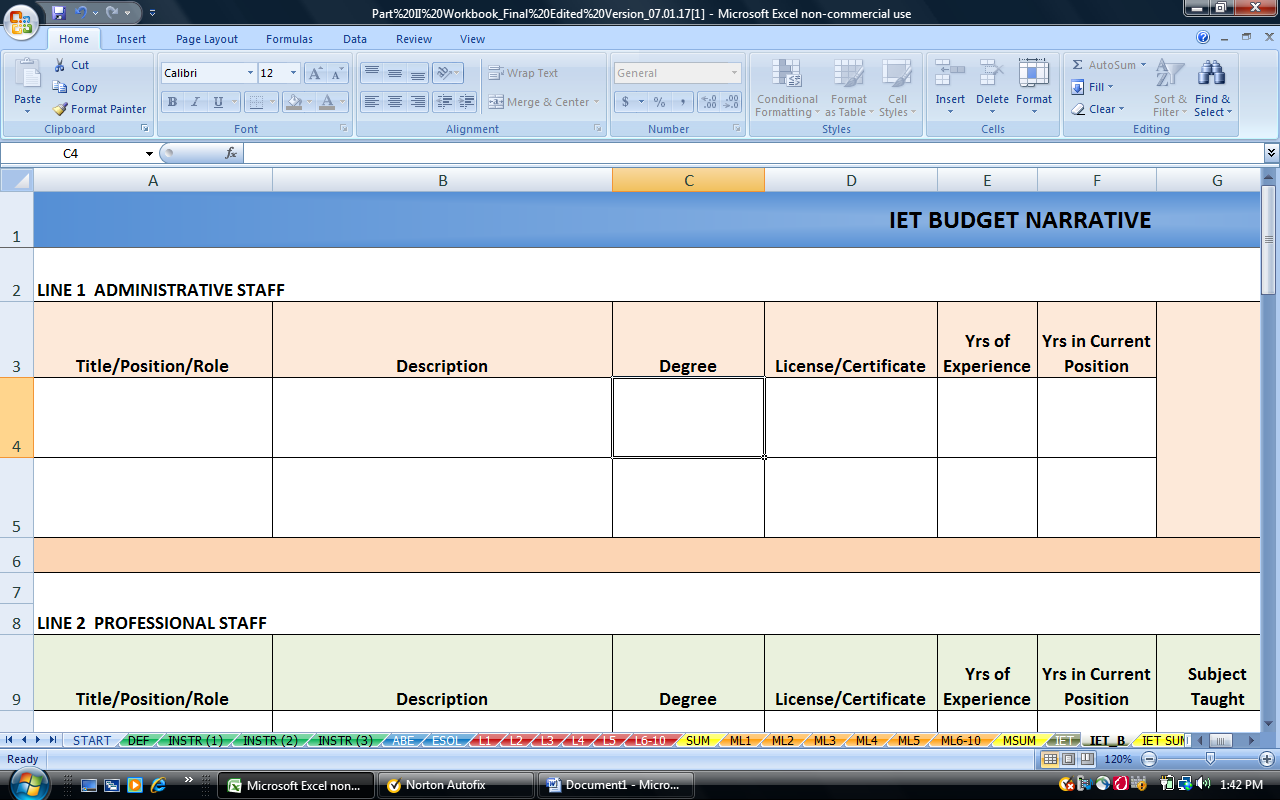 Part%20II%20Workbook_Final%20Edited%20Version_07.01.17[1] - Microsoft Excel non-commercial use
Home Insert Page Layout Formulas Data Review View
Paste
Cut
Copy
Format Painter
Clipboard
Calibri 12
B I U
Font
Wrap Text
Merge & Center
Alignment
General
$ % ,
Number
Conditional Formatting
Format as Table
Cell Styles
Styles
Insert Delete Format
Cells
AutoSum
Fill
Clear
Sort & Filter
Find & Select
Editing
C4 fx
A B C D E F G
1 IET BUDGET NARRATIVE
2 LINE 1 ADMINISTRATIVE STAFF
3 Title/Position/Role Description Degree License/Certificate Yrs of Experience Yrs in Current Position
4
5
6
7
8 LINE 2 PROFESSIONAL STAFF
9 Title/Position/Role Description Degree License/Certificate Yrs of Experience Yrs in Current Position Subject Taught
START DEF INSTR (1) INSTR (2) INSTR (3) ABE ESOL L1 L2 L3 L4 L5 L6-10 SUM ML1 ML2 ML3 ML4 ML5 ML6-10 MSUM IET IET_B IET SUM
Ready 120%
Microsoft Excel non... Norton Autofix Document1 - Micro... 1:42 PM